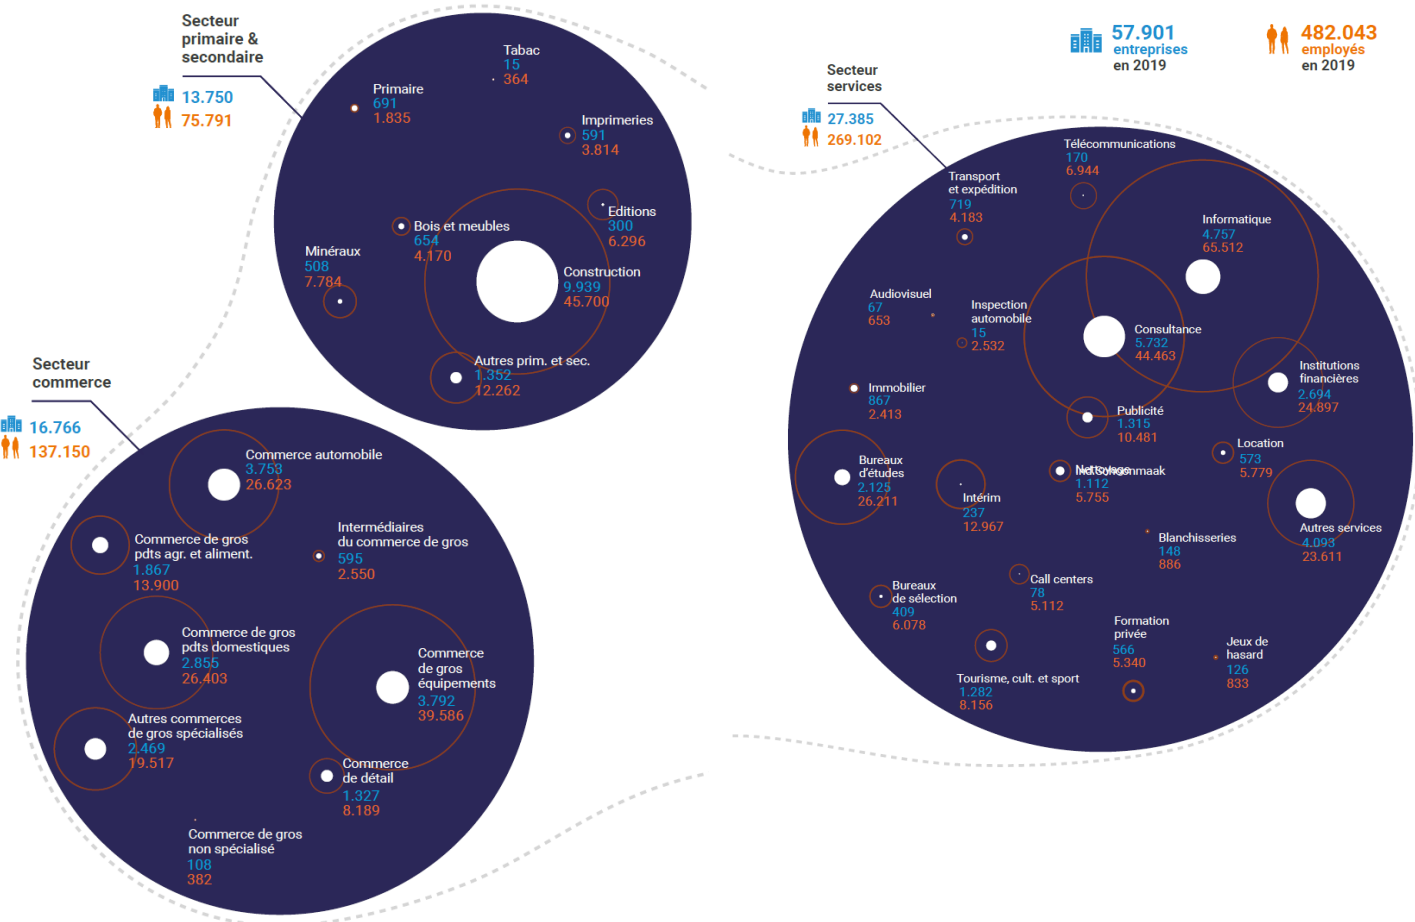 Secteur
primaire &
secondaire
13.750
75.791
Tabac
15
364
Primaire
691
1.835
Imprimeries
591
3.814
Editions
300
6.296
Bois et meubles
654
4.170
Minéraux
508
7.784
Construction
9.939
45.700
Autres prim. et sec.
1.352
12.262
Secteur
commerce
16.766
137.150
Commerce automobile
3.753
26.623
Intermédiaires
du commerce de gros
595
2.550
Commerce de gros
pdts agr. et aliment.
1.867
13.900
Commerce de gros
pdts domestiques
2.855
26.403
Commerce
de gros
équipements
3.792
39.586
Autres commerces
de gros spécialisés
2.469
19.517
Commerce
de détail
1.327
8.189
Commerce de gros
non spécialisé
108
382
57.901
entreprises
en 2019
482.043
employés
en 2019
Secteur
services
27.385
269.102
Télécommunications
170
6.944
Transport
et expédition
719
4.183
Informatique
4.757
65.512
Audiovisuel
67
653
Inspection
automobile
15
2.532
Consultance
5.732
44.463
Institutions
financières
2.694
24.897
Immobilier
867
2.413
Publicité
1.315
10.481
Location
573
5.779
Bureaux
d'études
2.125
26.211
Nettoyage
1.112
5.755
Intérim
237
12.967
Autres services
4.093
23.611
Blanchisseries
148
886
Call centers
78
5.112
Bureaux
de sélection
409
6.078
Formation
privée
566
5.340
Jeux de
hasard
126
833
Tourisme, cult. et sport
1.282
8.156